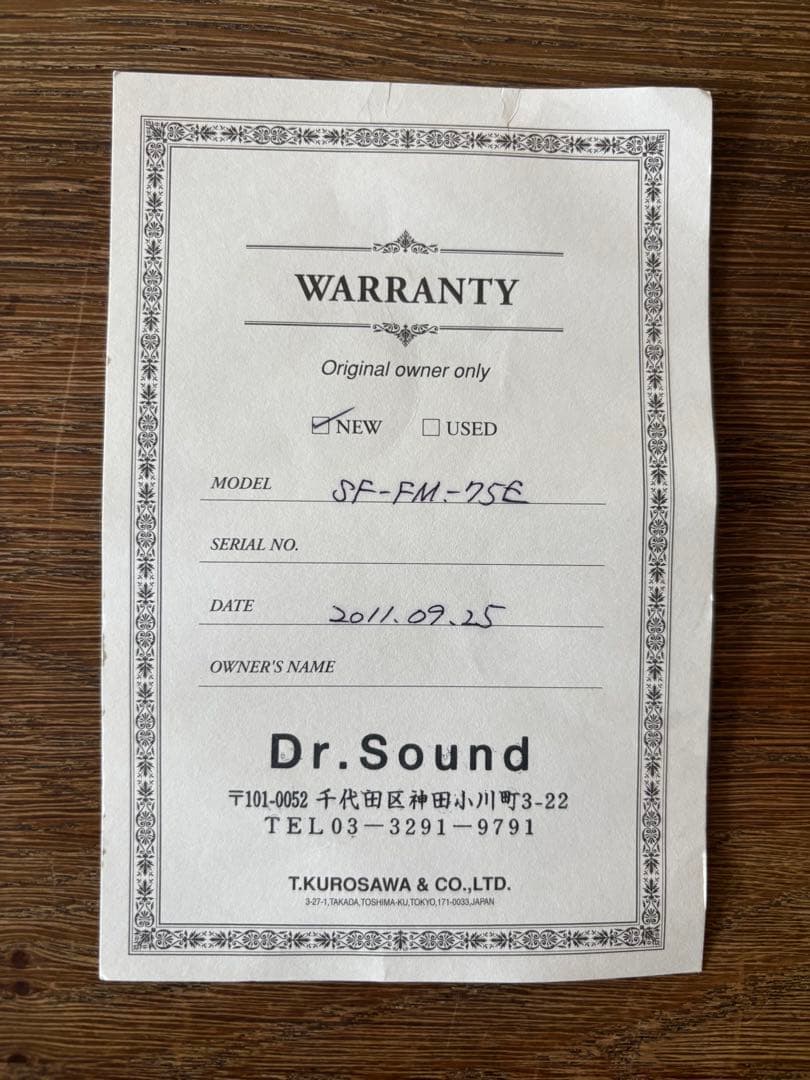 WARRANTY
Original owner only
☑NEW ☐USED
MODEL SF-FM-75E
SERIAL NO.
DATE 2011.09.25
OWNER'S NAME
Dr.Sound
〒101-0052 千代田区神田小川町3-22
TEL03－3291－9791
T.KUROSAWA & CO.,LTD.
3-27-1,TAKADA,TOSHIMA-KU,TOKYO,171-0033,JAPAN